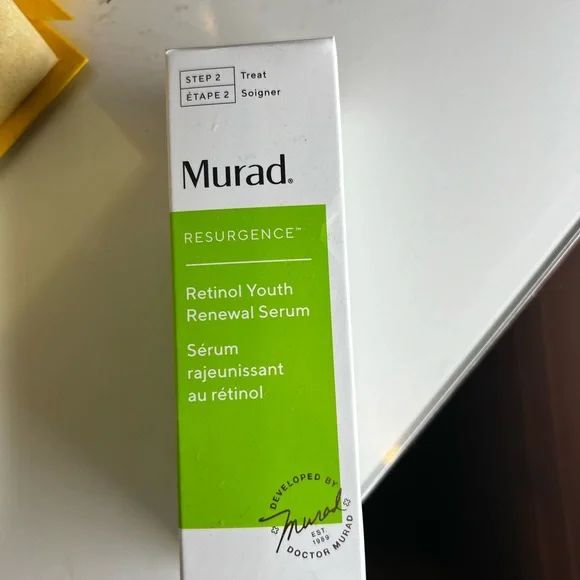 STEP 2 Treat
ÉTAPE 2 Soigner
Murad®
RESURGENCE™
Retinol Youth
Renewal Serum
Sérum
rajeunissant
au rétinol
DEVELOPED BY
Murad
EST.
1989
DOCTOR MURAD